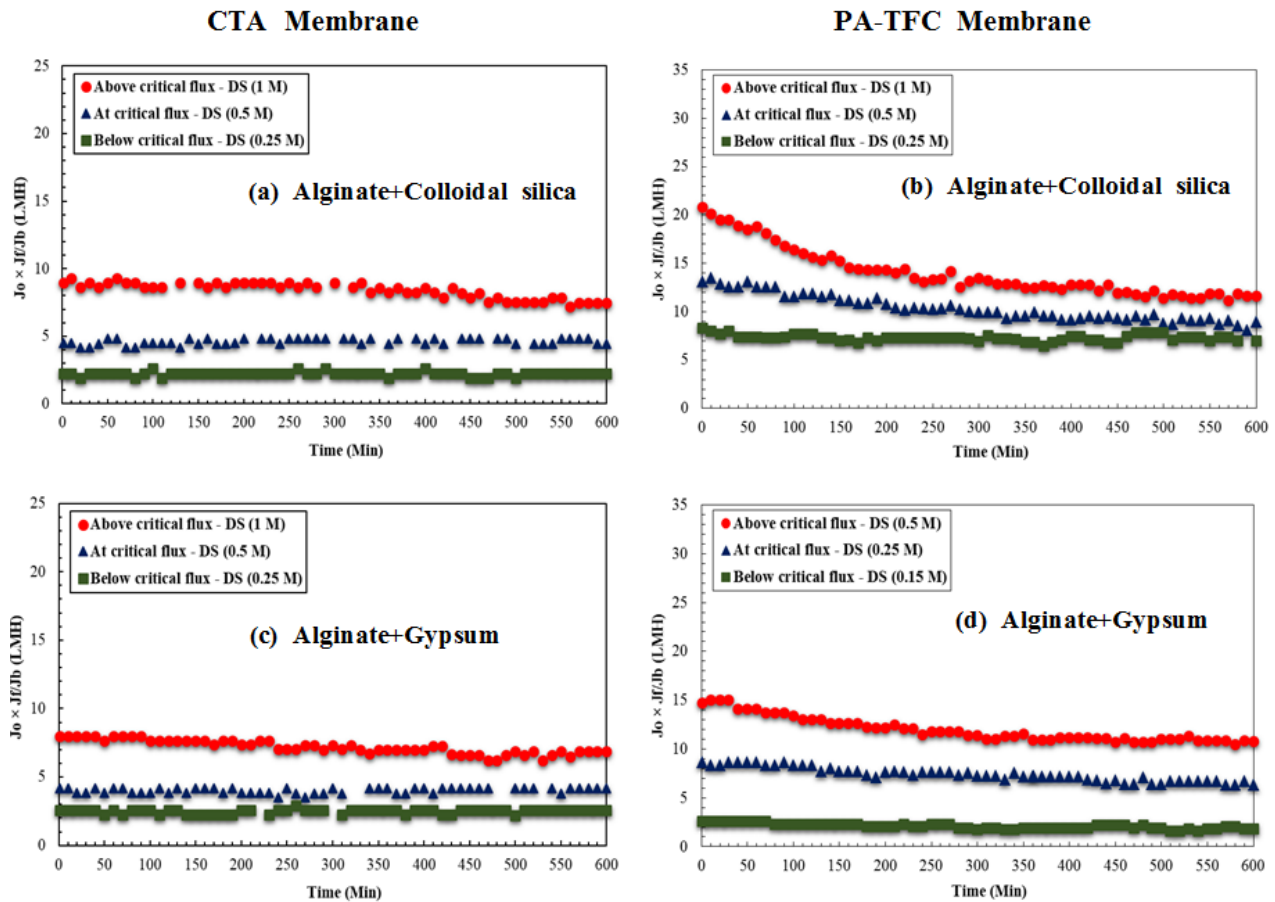 CTA Membrane
PA-TFC Membrane
25
20
15
10
5
0
Jo × Jf/Jb (LMH)
Above critical flux - DS (1 M)
At critical flux - DS (0.5 M)
Below critical flux - DS (0.25 M)
(a) Alginate+Colloidal silica
0 50 100 150 200 250 300 350 400 450 500 550 600
Time (Min)
35
30
25
20
15
10
5
0
Jo × Jf/Jb (LMH)
Above critical flux - DS (1 M)
At critical flux - DS (0.5 M)
Below critical flux - DS (0.25 M)
(b) Alginate+Colloidal silica
0 50 100 150 200 250 300 350 400 450 500 550 600
Time (Min)
25
20
15
10
5
0
Jo × Jf/Jb (LMH)
Above critical flux - DS (1 M)
At critical flux - DS (0.5 M)
Below critical flux - DS (0.25 M)
(c) Alginate+Gypsum
0 50 100 150 200 250 300 350 400 450 500 550 600
Time (Min)
35
30
25
20
15
10
5
0
Jo × Jf/Jb (LMH)
Above critical flux - DS (0.5 M)
At critical flux - DS (0.25 M)
Below critical flux - DS (0.15 M)
(d) Alginate+Gypsum
0 50 100 150 200 250 300 350 400 450 500 550 600
Time (Min)